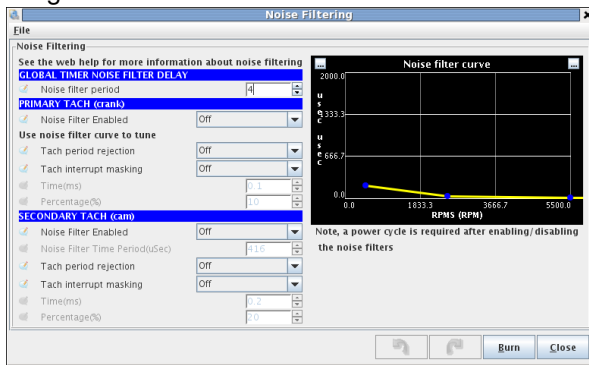 Noise Filtering
File
Noise Filtering
See the web help for more information about noise filtering
GLOBAL TIMER NOISE FILTER DELAY
Noise filter period 4
PRIMARY TACH (crank)
Noise Filter Enabled Off
Use noise filter curve to tune
Tach period rejection Off
Tach interrupt masking Off
Time(ms) 0.1
Percentage(%) 10
SECONDARY TACH (cam)
Noise Filter Enabled Off
Noise Filter Time Period(uSec) 416
Tach period rejection Off
Tach interrupt masking Off
Time(ms) 0.2
Percentage(%) 20
... Noise filter curve ...
2000.0
1333.3
666.7
0.0
usec usec
0.0 1833.3 3666.7 5500.0
RPMS (RPM)
Note, a power cycle is required after enabling/disabling
the noise filters
Burn Close